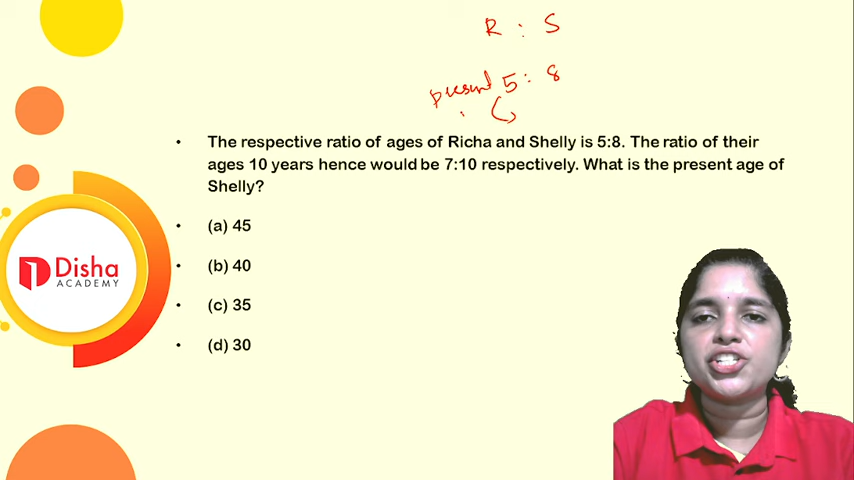 R : S
present 5 : 8
• The respective ratio of ages of Richa and Shelly is 5:8. The ratio of their
ages 10 years hence would be 7:10 respectively. What is the present age of
Shelly?
• (a) 45
• (b) 40
• (c) 35
• (d) 30
Disha
ACADEMY